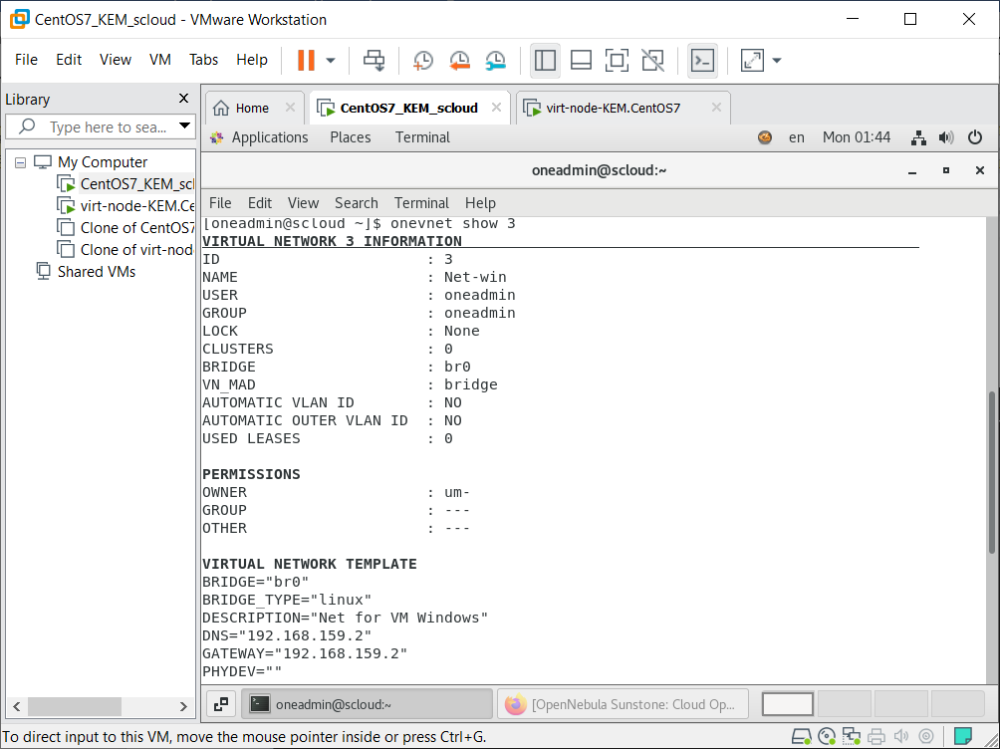 CentOS7_KEM_scloud - VMware Workstation
File Edit View VM Tabs Help
Library
Type here to sea...
My Computer
CentOS7_KEM_scl
virt-node-KEM.Ce
Clone of CentOS7
Clone of virt-nod
Shared VMs
Home
CentOS7_KEM_scloud
virt-node-KEM.CentOS7
Applications Places Terminal
en Mon 01:44
oneadmin@scloud:~
File Edit View Search Terminal Help
[oneadmin@scloud ~]$ onevnet show 3
VIRTUAL NETWORK 3 INFORMATION
ID : 3
NAME : Net-win
USER : oneadmin
GROUP : oneadmin
LOCK : None
CLUSTERS : 0
BRIDGE : br0
VN_MAD : bridge
AUTOMATIC VLAN ID : NO
AUTOMATIC OUTER VLAN ID : NO
USED LEASES : 0
PERMISSIONS
OWNER : um-
GROUP : ---
OTHER : ---
VIRTUAL NETWORK TEMPLATE
BRIDGE="br0"
BRIDGE_TYPE="linux"
DESCRIPTION="Net for VM Windows"
DNS="192.168.159.2"
GATEWAY="192.168.159.2"
PHYDEV=""
oneadmin@scloud:~
[OpenNebula Sunstone: Cloud Op...
To direct input to this VM, move the mouse pointer inside or press Ctrl+G.